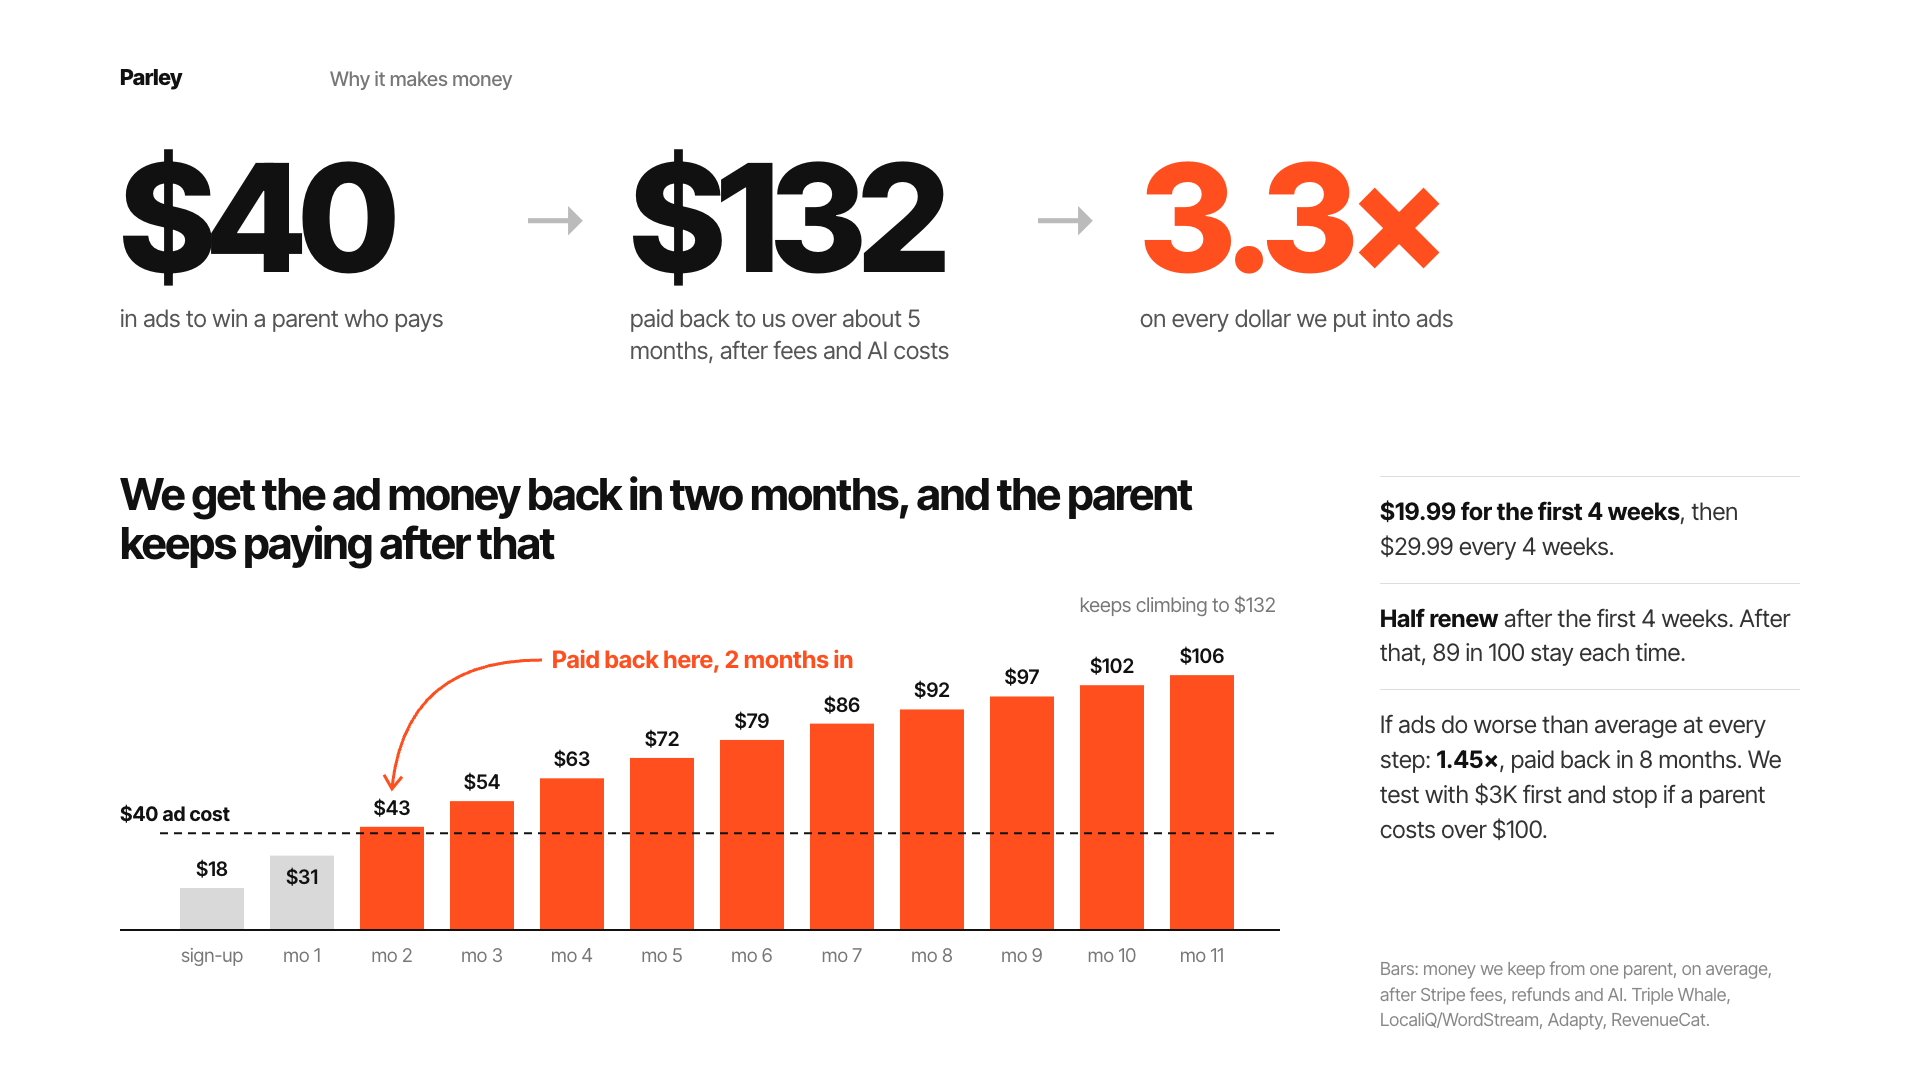 Parley
Why it makes money
$40
in ads to win a parent who pays
$132
paid back to us over about 5
months, after fees and AI costs
3.3×
on every dollar we put into ads
We get the ad money back in two months, and the parent
keeps paying after that
keeps climbing to $132
Paid back here, 2 months in
$40 ad cost
$18
$31
$43
$54
$63
$72
$79
$86
$92
$97
$102
$106
sign-up
mo 1
mo 2
mo 3
mo 4
mo 5
mo 6
mo 7
mo 8
mo 9
mo 10
mo 11
$19.99 for the first 4 weeks, then
$29.99 every 4 weeks.
Half renew after the first 4 weeks. After
that, 89 in 100 stay each time.
If ads do worse than average at every
step: 1.45×, paid back in 8 months. We
test with $3K first and stop if a parent
costs over $100.
Bars: money we keep from one parent, on average,
after Stripe fees, refunds and AI. Triple Whale,
LocaliQ/WordStream, Adapty, RevenueCat.